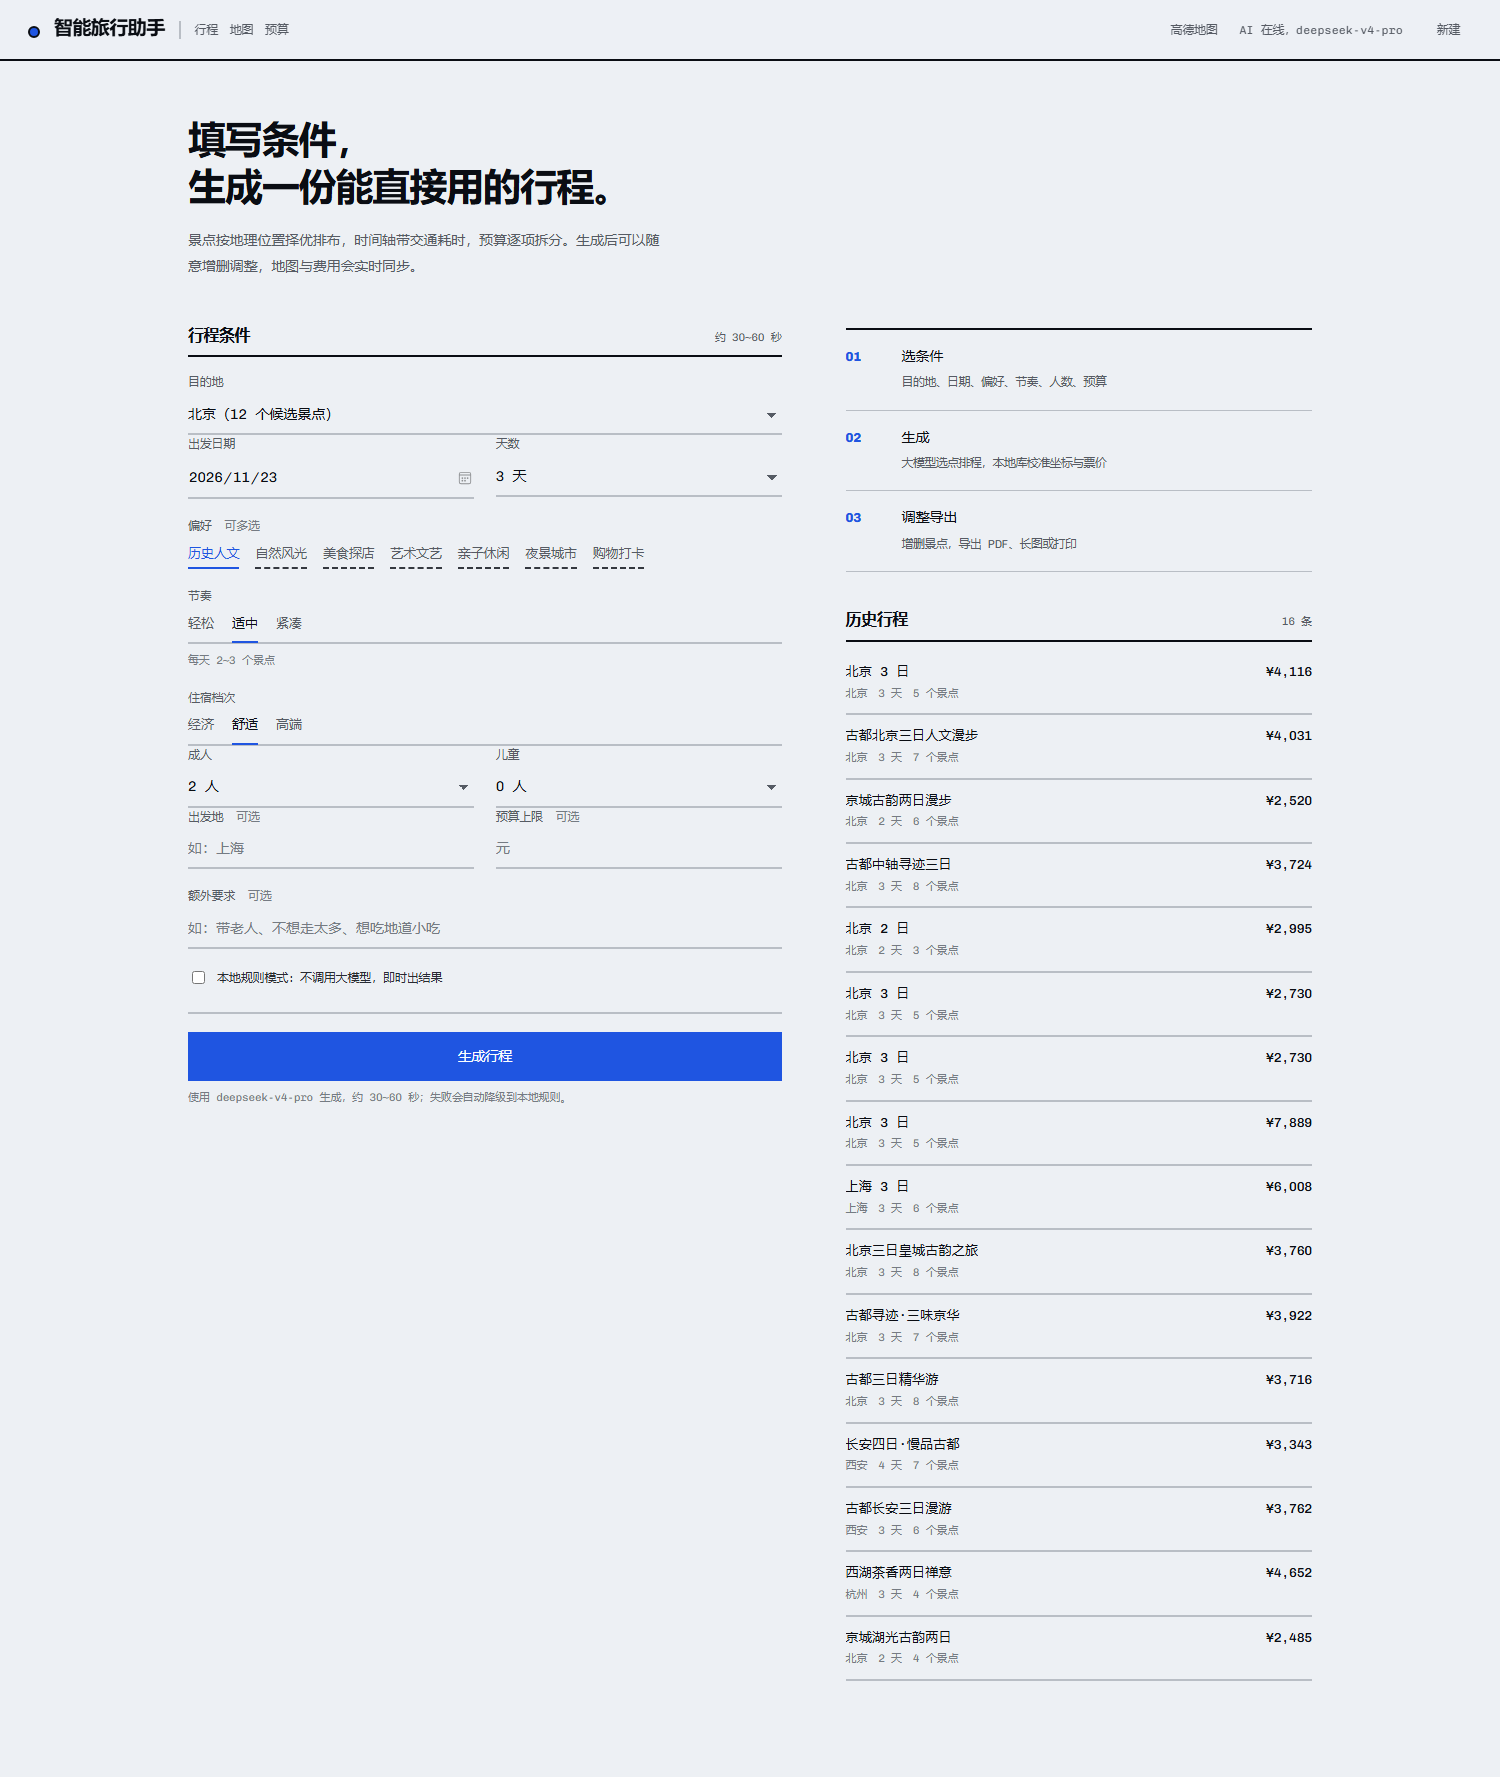 智能旅行助手 行程 地图 预算 高德地图 AI 在线, deepseek-v4-pro 新建
填写条件，
生成一份能直接用的行程。
景点按地理位置择优排布，时间轴带交通耗时，预算逐项拆分。生成后可以随
意增删调整，地图与费用会实时同步。
行程条件 约 30~60 秒
目的地
北京（12 个候选景点）
出发日期 天数
2026/11/23 3 天
偏好 可多选
历史人文 自然风光 美食探店 艺术文艺 亲子休闲 夜景城市 购物打卡
节奏
轻松 适中 紧凑
每天 2~3 个景点
住宿档次
经济 舒适 高端
成人 儿童
2 人 0 人
出发地 可选 预算上限 可选
如：上海 元
额外要求 可选
如：带老人、不想走太多、想吃地道小吃
本地规则模式：不调用大模型，即时出结果
生成行程
使用 deepseek-v4-pro 生成，约 30~60 秒；失败会自动降级到本地规则。
01 选条件
目的地、日期、偏好、节奏、人数、预算
02 生成
大模型选点排程，本地库校准坐标与票价
03 调整导出
增删景点，导出 PDF、长图或打印
历史行程 16 条
北京 3 日 ¥4,116
北京 3 天 5 个景点
古都北京三日人文漫步 ¥4,031
北京 3 天 7 个景点
京城古韵两日漫步 ¥2,520
北京 2 天 6 个景点
古都中轴寻迹三日 ¥3,724
北京 3 天 8 个景点
北京 2 日 ¥2,995
北京 2 天 3 个景点
北京 3 日 ¥2,730
北京 3 天 5 个景点
北京 3 日 ¥2,730
北京 3 天 5 个景点
北京 3 日 ¥7,889
北京 3 天 5 个景点
上海 3 日 ¥6,008
上海 3 天 6 个景点
北京三日皇城古韵之旅 ¥3,760
北京 3 天 8 个景点
古都寻迹·三味京华 ¥3,922
北京 3 天 7 个景点
古都三日精华游 ¥3,716
北京 3 天 8 个景点
长安四日·慢品古都 ¥3,343
西安 4 天 7 个景点
古都长安三日漫游 ¥3,762
西安 3 天 6 个景点
西湖茶香两日禅意 ¥4,652
杭州 3 天 4 个景点
京城湖光古韵两日 ¥2,485
北京 2 天 4 个景点